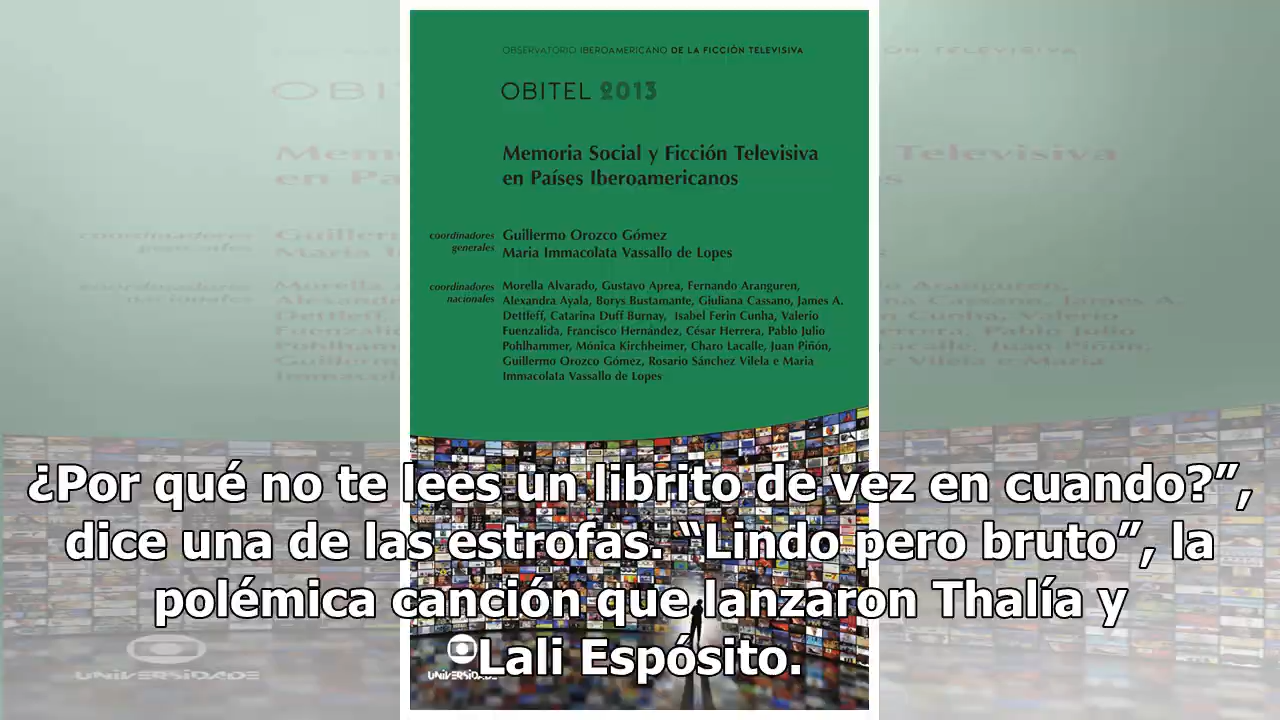 OBSERVATORIO IBEROAMERICANO DE LA FICCIÓN TELEVISIVA
OBITEL 2013
Memoria Social y Ficción Televisiva
en Países Iberoamericanos
coordinadores generales
Guillermo Orozco Gómez
Maria Immacolata Vassallo de Lopes
coordinadores nacionales
Morella Alvarado, Gustavo Aprea, Fernando Aranguren,
Alexandra Ayala, Borys Bustamante, Giuliana Cassano, James A.
Dettleff, Catarina Duff Burnay, Isabel Ferin Cunha, Valerio
Fuenzalida, Francisco Hernández, César Herrera, Pablo Julio
Pohlhammer, Mónica Kirchheimer, Charo Lacalle, Juan Piñón,
Guillermo Orozco Gómez, Rosario Sánchez Vilela e Maria
Immacolata Vassallo de Lopes
¿Por qué no te lees un librito de vez en cuando?”,
dice una de las estrofas. “Lindo pero bruto”, la
polémica canción que lanzaron Thalía y
Lali Espósito.
UNIVERSIDADE